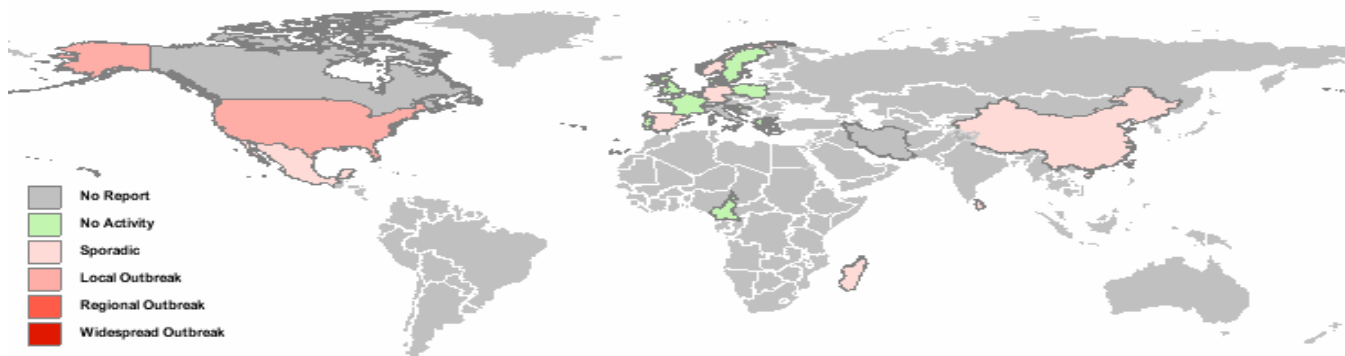 No Report
No Activity
Sporadic
Local Outbreak
Regional Outbreak
Widespread Outbreak